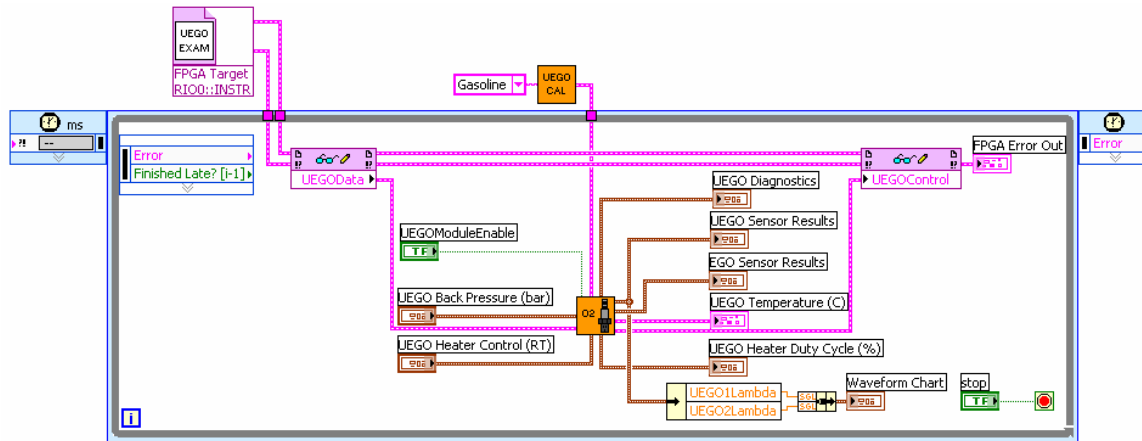 UEGO
EXAM
FPGA Target
RIO0::INSTR
Gasoline
UEGO
CAL
ms
?!
--
Error
Finished Late? [i-1]
UEGOData
UEGOControl
FPGA Error Out
Error
UEGO Diagnostics
UEGOModuleEnable
TF
UEGO Sensor Results
EGO Sensor Results
UEGO Back Pressure (bar)
O2
UEGO Temperature (C)
UEGO Heater Control (RT)
UEGO Heater Duty Cycle (%)
UEGO1Lambda
UEGO2Lambda
SGL
SGL
Waveform Chart
stop
TF
i